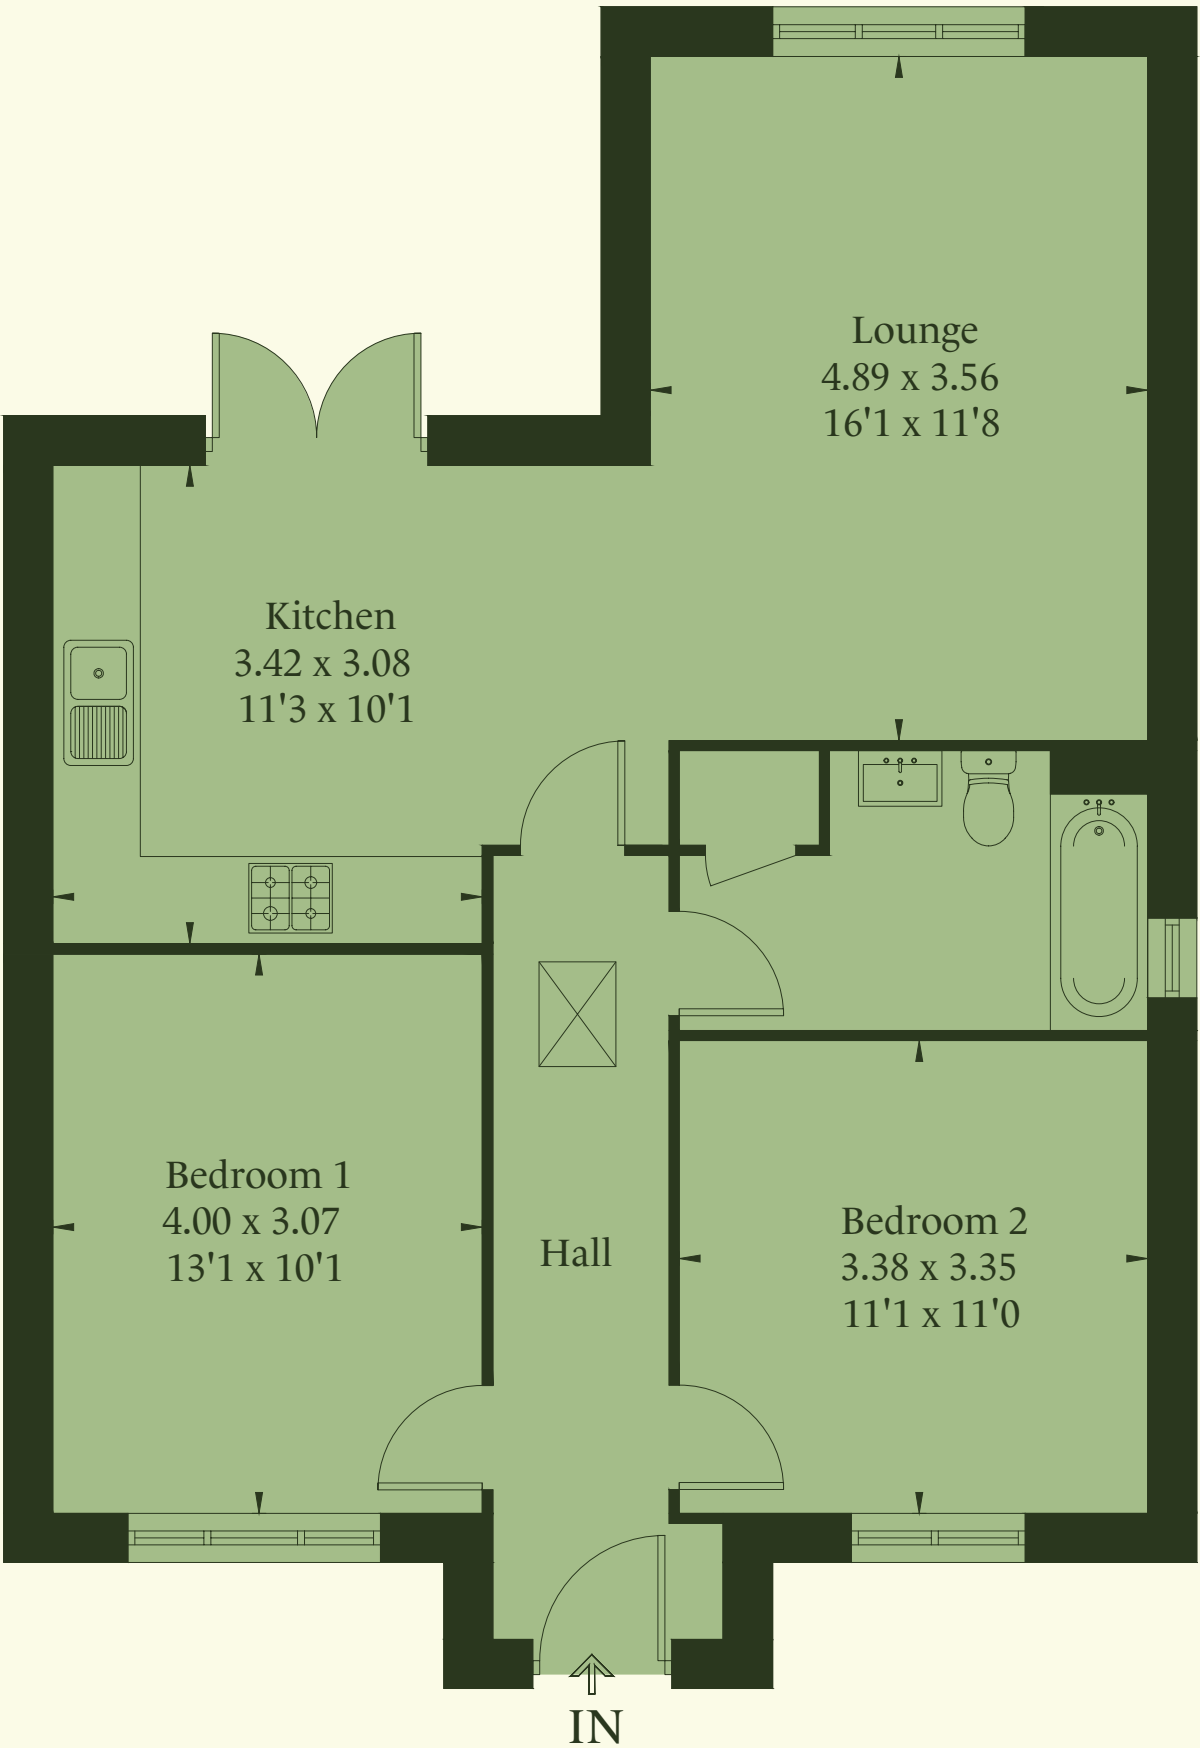 Lounge
4.89 x 3.56
16'1 x 11'8
Kitchen
3.42 x 3.08
11'3 x 10'1
Bedroom 1
4.00 x 3.07
13'1 x 10'1
Hall
Bedroom 2
3.38 x 3.35
11'1 x 11'0
IN